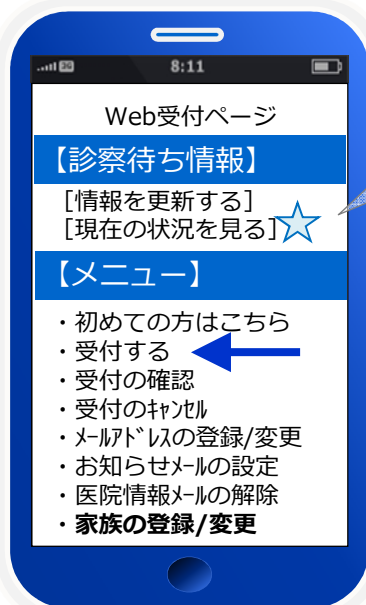 3G 8:11
Web受付ページ
【診察待ち情報】
[情報を更新する]
[現在の状況を見る]
【メニュー】
・初めての方はこちら
・受付する
・受付の確認
・受付のｷｬﾝｾﾙ
・ﾒｰﾙｱﾄﾞﾚｽの登録/変更
・お知らせﾒｰﾙの設定
・医院情報ﾒｰﾙの解除
・家族の登録/変更